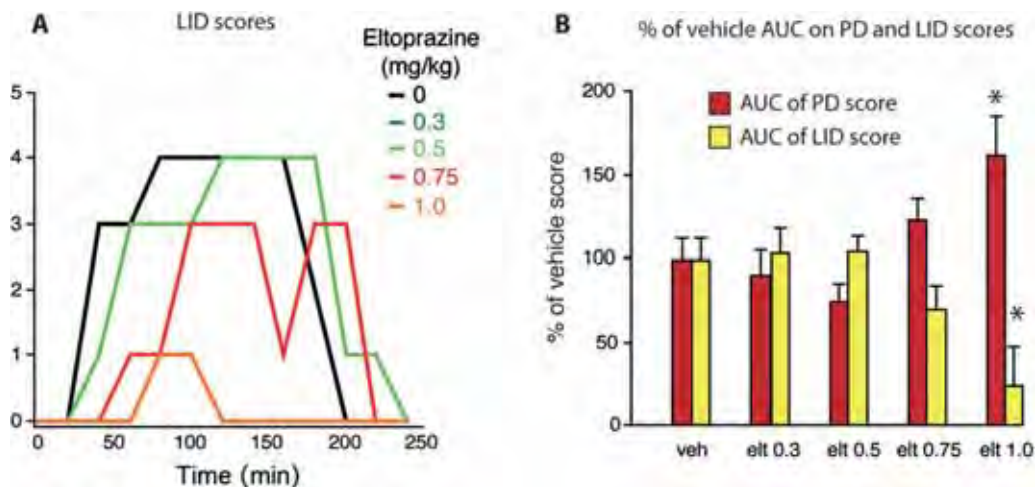 A
LID scores
Eltoprazine
(mg/kg)
0
0.3
0.5
0.75
1.0
5
4
3
2
1
0
0
50
100
150
200
250
Time (min)
B
% of vehicle AUC on PD and LID scores
AUC of PD score
AUC of LID score
% of vehicle score
200
150
100
50
0
*
*
veh
elt 0.3
elt 0.5
elt 0.75
elt 1.0